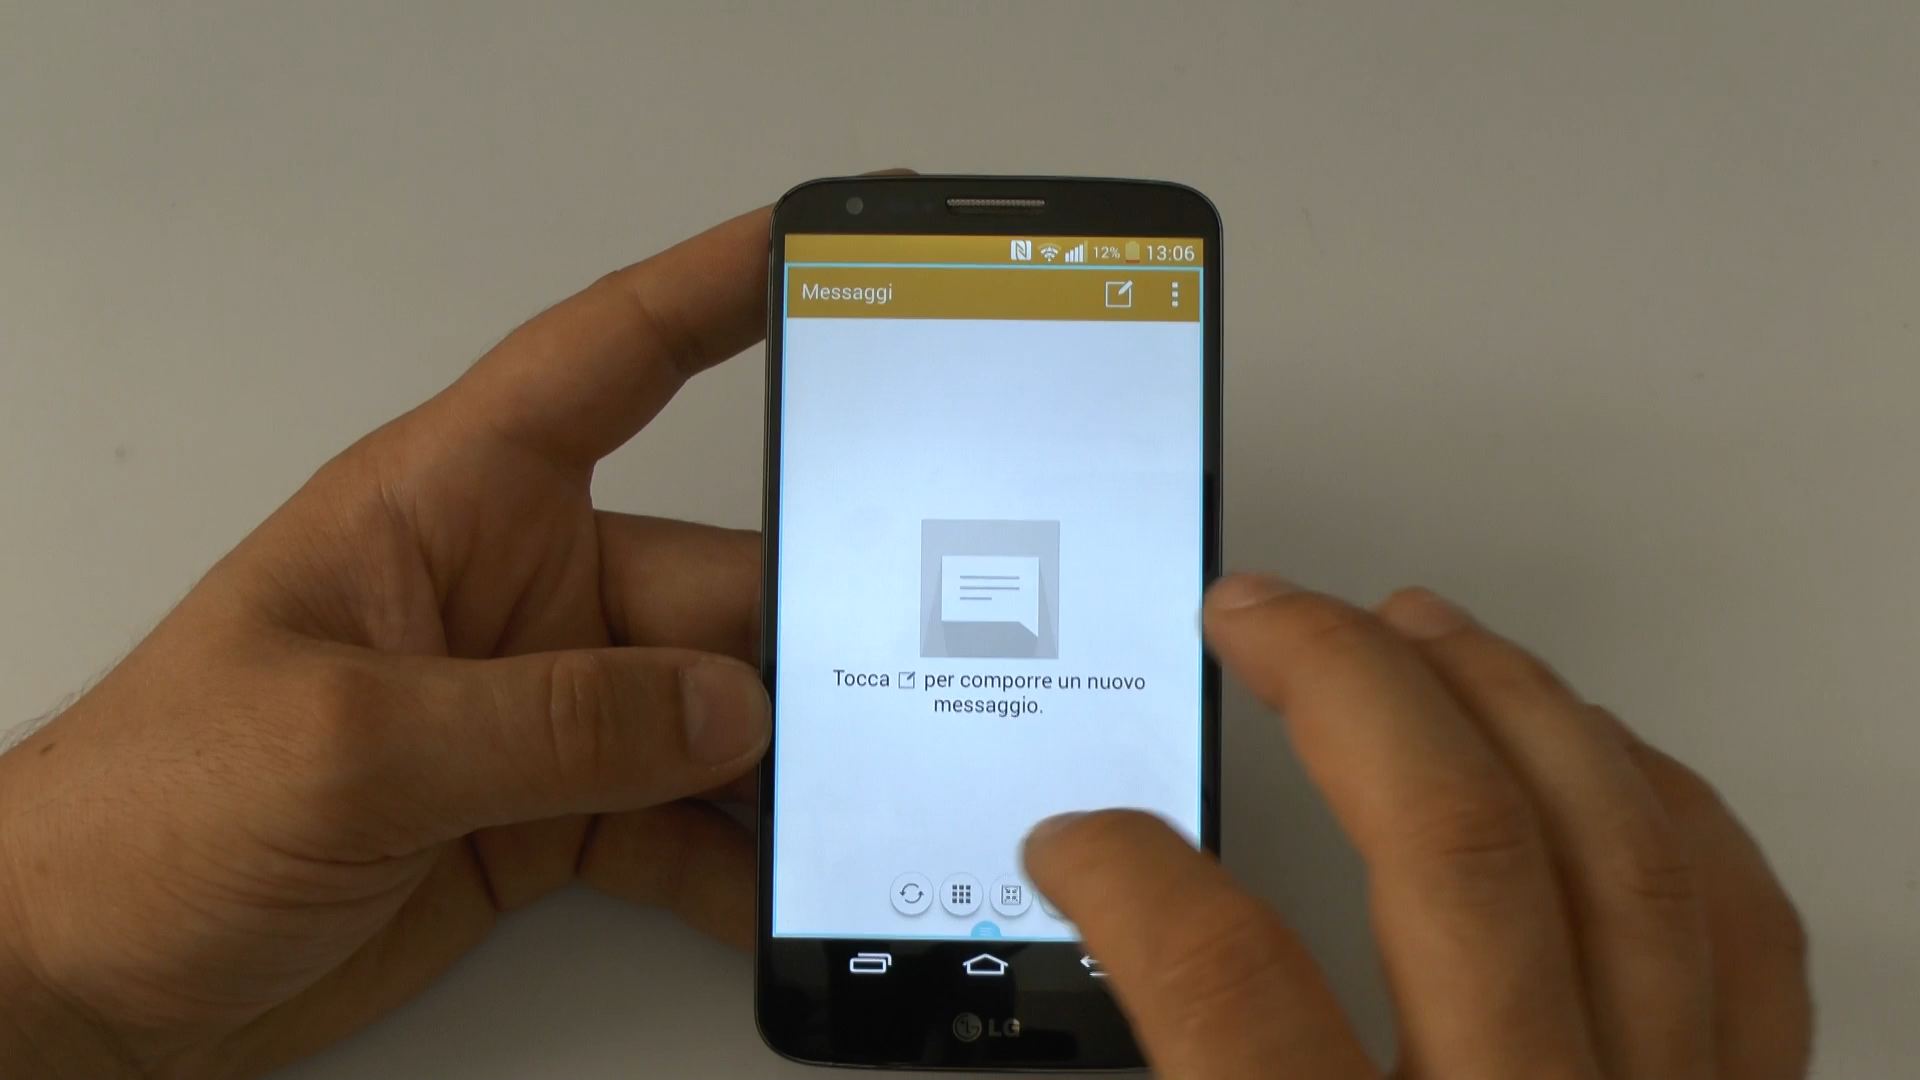 12% 13:06
Messaggi
Tocca per comporre un nuovo
messaggio.
LG